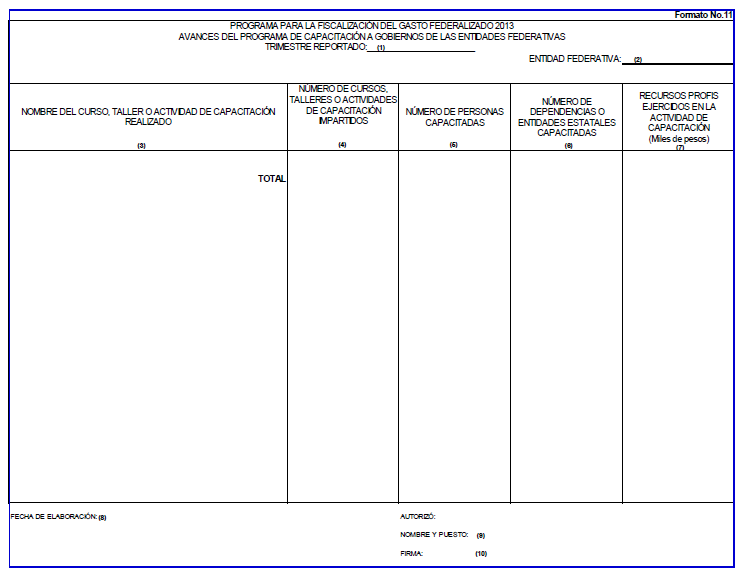 Formato No.11
PROGRAMA PARA LA FISCALIZACIÓN DEL GASTO FEDERALIZADO 2013
AVANCES DEL PROGRAMA DE CAPACITACIÓN A GOBIERNOS DE LAS ENTIDADES FEDERATIVAS
TRIMESTRE REPORTADO: (1)
ENTIDAD FEDERATIVA: (2)
NOMBRE DEL CURSO, TALLER O ACTIVIDAD DE CAPACITACIÓN
REALIZADO
(3)
NÚMERO DE CURSOS,
TALLERES O ACTIVIDADES
DE CAPACITACIÓN
IMPARTIDOS
(4)
NÚMERO DE PERSONAS
CAPACITADAS
(5)
NÚMERO DE
DEPENDENCIAS O
ENTIDADES ESTATALES
CAPACITADAS
(6)
RECURSOS PROFIS
EJERCIDOS EN LA
ACTIVIDAD DE
CAPACITACIÓN
(Miles de pesos)
(7)
TOTAL
FECHA DE ELABORACIÓN: (8)
AUTORIZÓ:
NOMBRE Y PUESTO: (9)
FIRMA: (10)